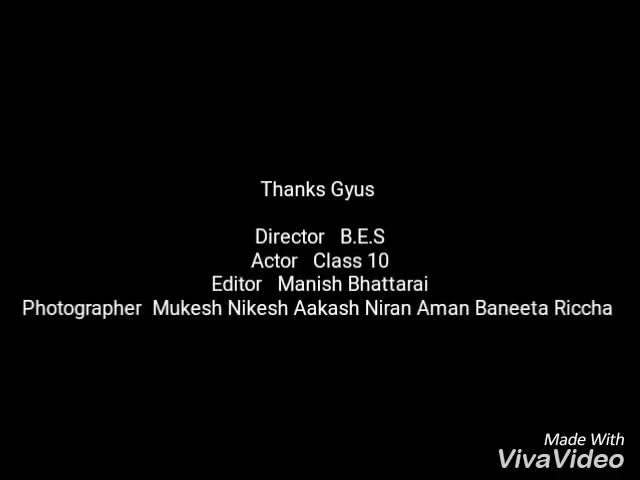 Thanks Gyus
Director B.E.S
Actor Class 10
Editor Manish Bhattarai
Photographer Mukesh Nikesh Aakash Niran Aman Baneeta Riccha
Made With
VivaVideo